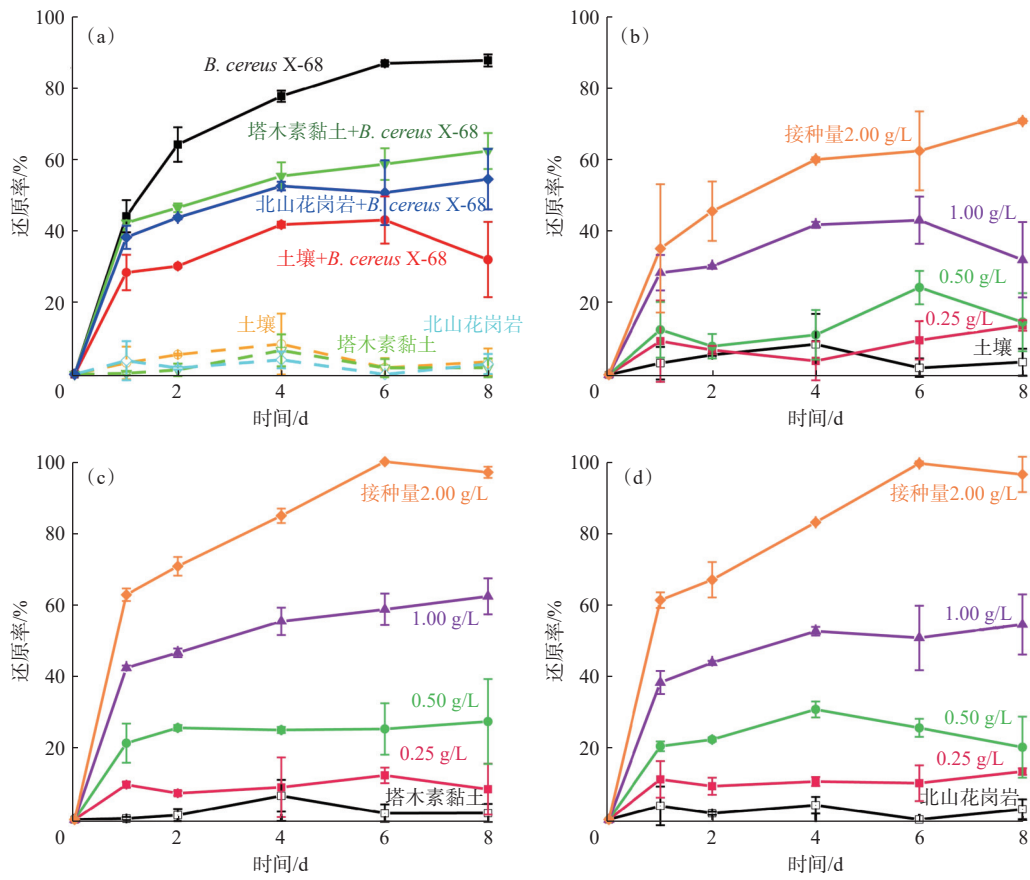 (a)
100
80
60
40
20
0
2
4
6
8
还原率/%
时间/d
B. cereus X-68
塔木素黏土+B. cereus X-68
北山花岗岩+B. cereus X-68
土壤+B. cereus X-68
土壤
北山花岗岩
塔木素黏土
(b)
100
80
60
40
20
0
2
4
6
8
还原率/%
时间/d
接种量2.00 g/L
1.00 g/L
0.50 g/L
0.25 g/L
土壤
(c)
100
80
60
40
20
0
2
4
6
8
还原率/%
时间/d
接种量2.00 g/L
1.00 g/L
0.50 g/L
0.25 g/L
塔木素黏土
(d)
100
80
60
40
20
0
2
4
6
8
还原率/%
时间/d
接种量2.00 g/L
1.00 g/L
0.50 g/L
0.25 g/L
北山花岗岩